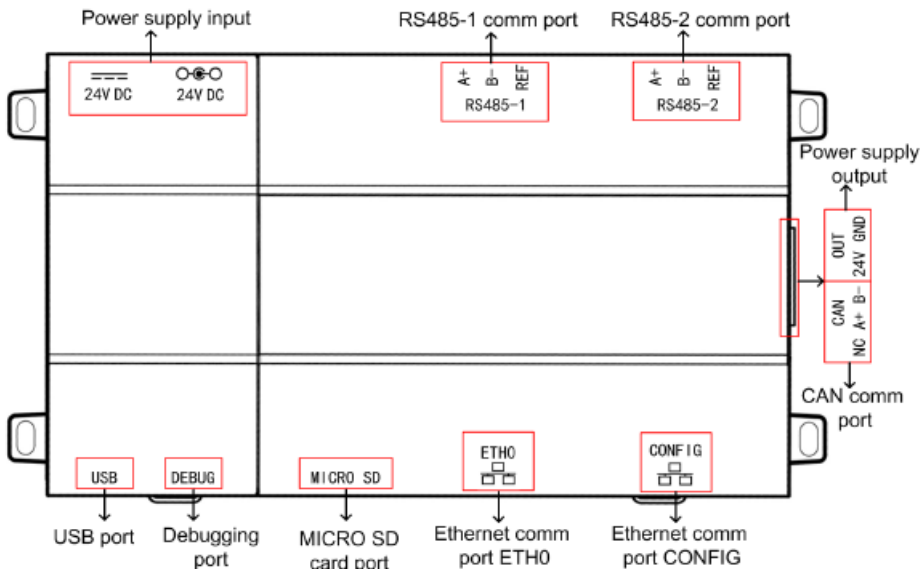 Power supply input
RS485-1 comm port
RS485-2 comm port
24V DC
24V DC
A+
B-
REF
RS485-1
A+
B-
REF
RS485-2
Power supply
output
OUT
24V GND
CAN
NC A+ B-
CAN comm
port
USB
DEBUG
MICRO SD
ETH0
CONFIG
USB port
Debugging
port
MICRO SD
card port
Ethernet comm
port ETH0
Ethernet comm
port CONFIG